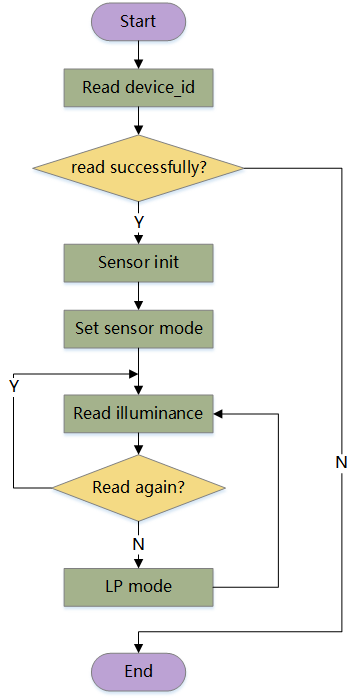 Start
Read device_id
read successfully?
Y
Sensor init
Set sensor mode
Y
Read illuminance
N
Read again?
N
LP mode
End